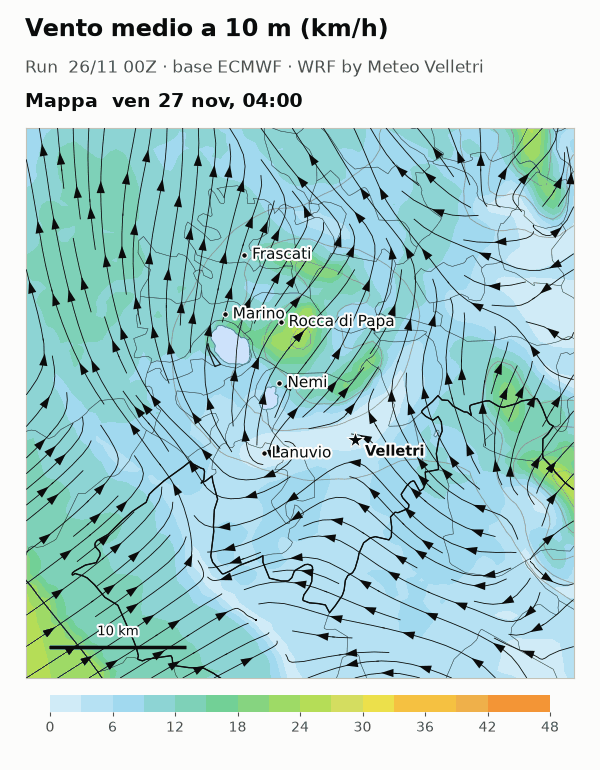 Vento medio a 10 m (km/h)
Run  26/11 00Z · base ECMWF · WRF by Meteo Velletri
Mappa  ven 27 nov, 04:00
Frascati
Marino
Rocca di Papa
Nemi
Lanuvio
Velletri
10 km
0 6 12 18 24 30 36 42 48